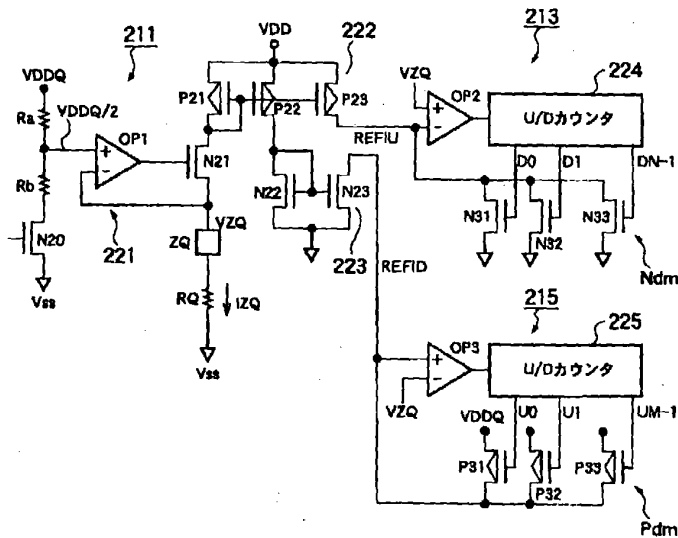 211
VDDQ
Ra
VDDQ/2
OP1
Rb
N20
Vss
221
N21
VZQ
ZQ
RQ
IZQ
Vss
VDD
222
P21
P22
P23
REFIU
N22
N23
223
REFID
213
VZQ
OP2
224
U/Dカウンタ
D0
D1
DN-1
N31
N32
N33
Ndm
215
OP3
225
U/Dカウンタ
VZQ
VDDQ
U0
U1
UM-1
P31
P32
P33
Pdm
+
-
+
-
+
-